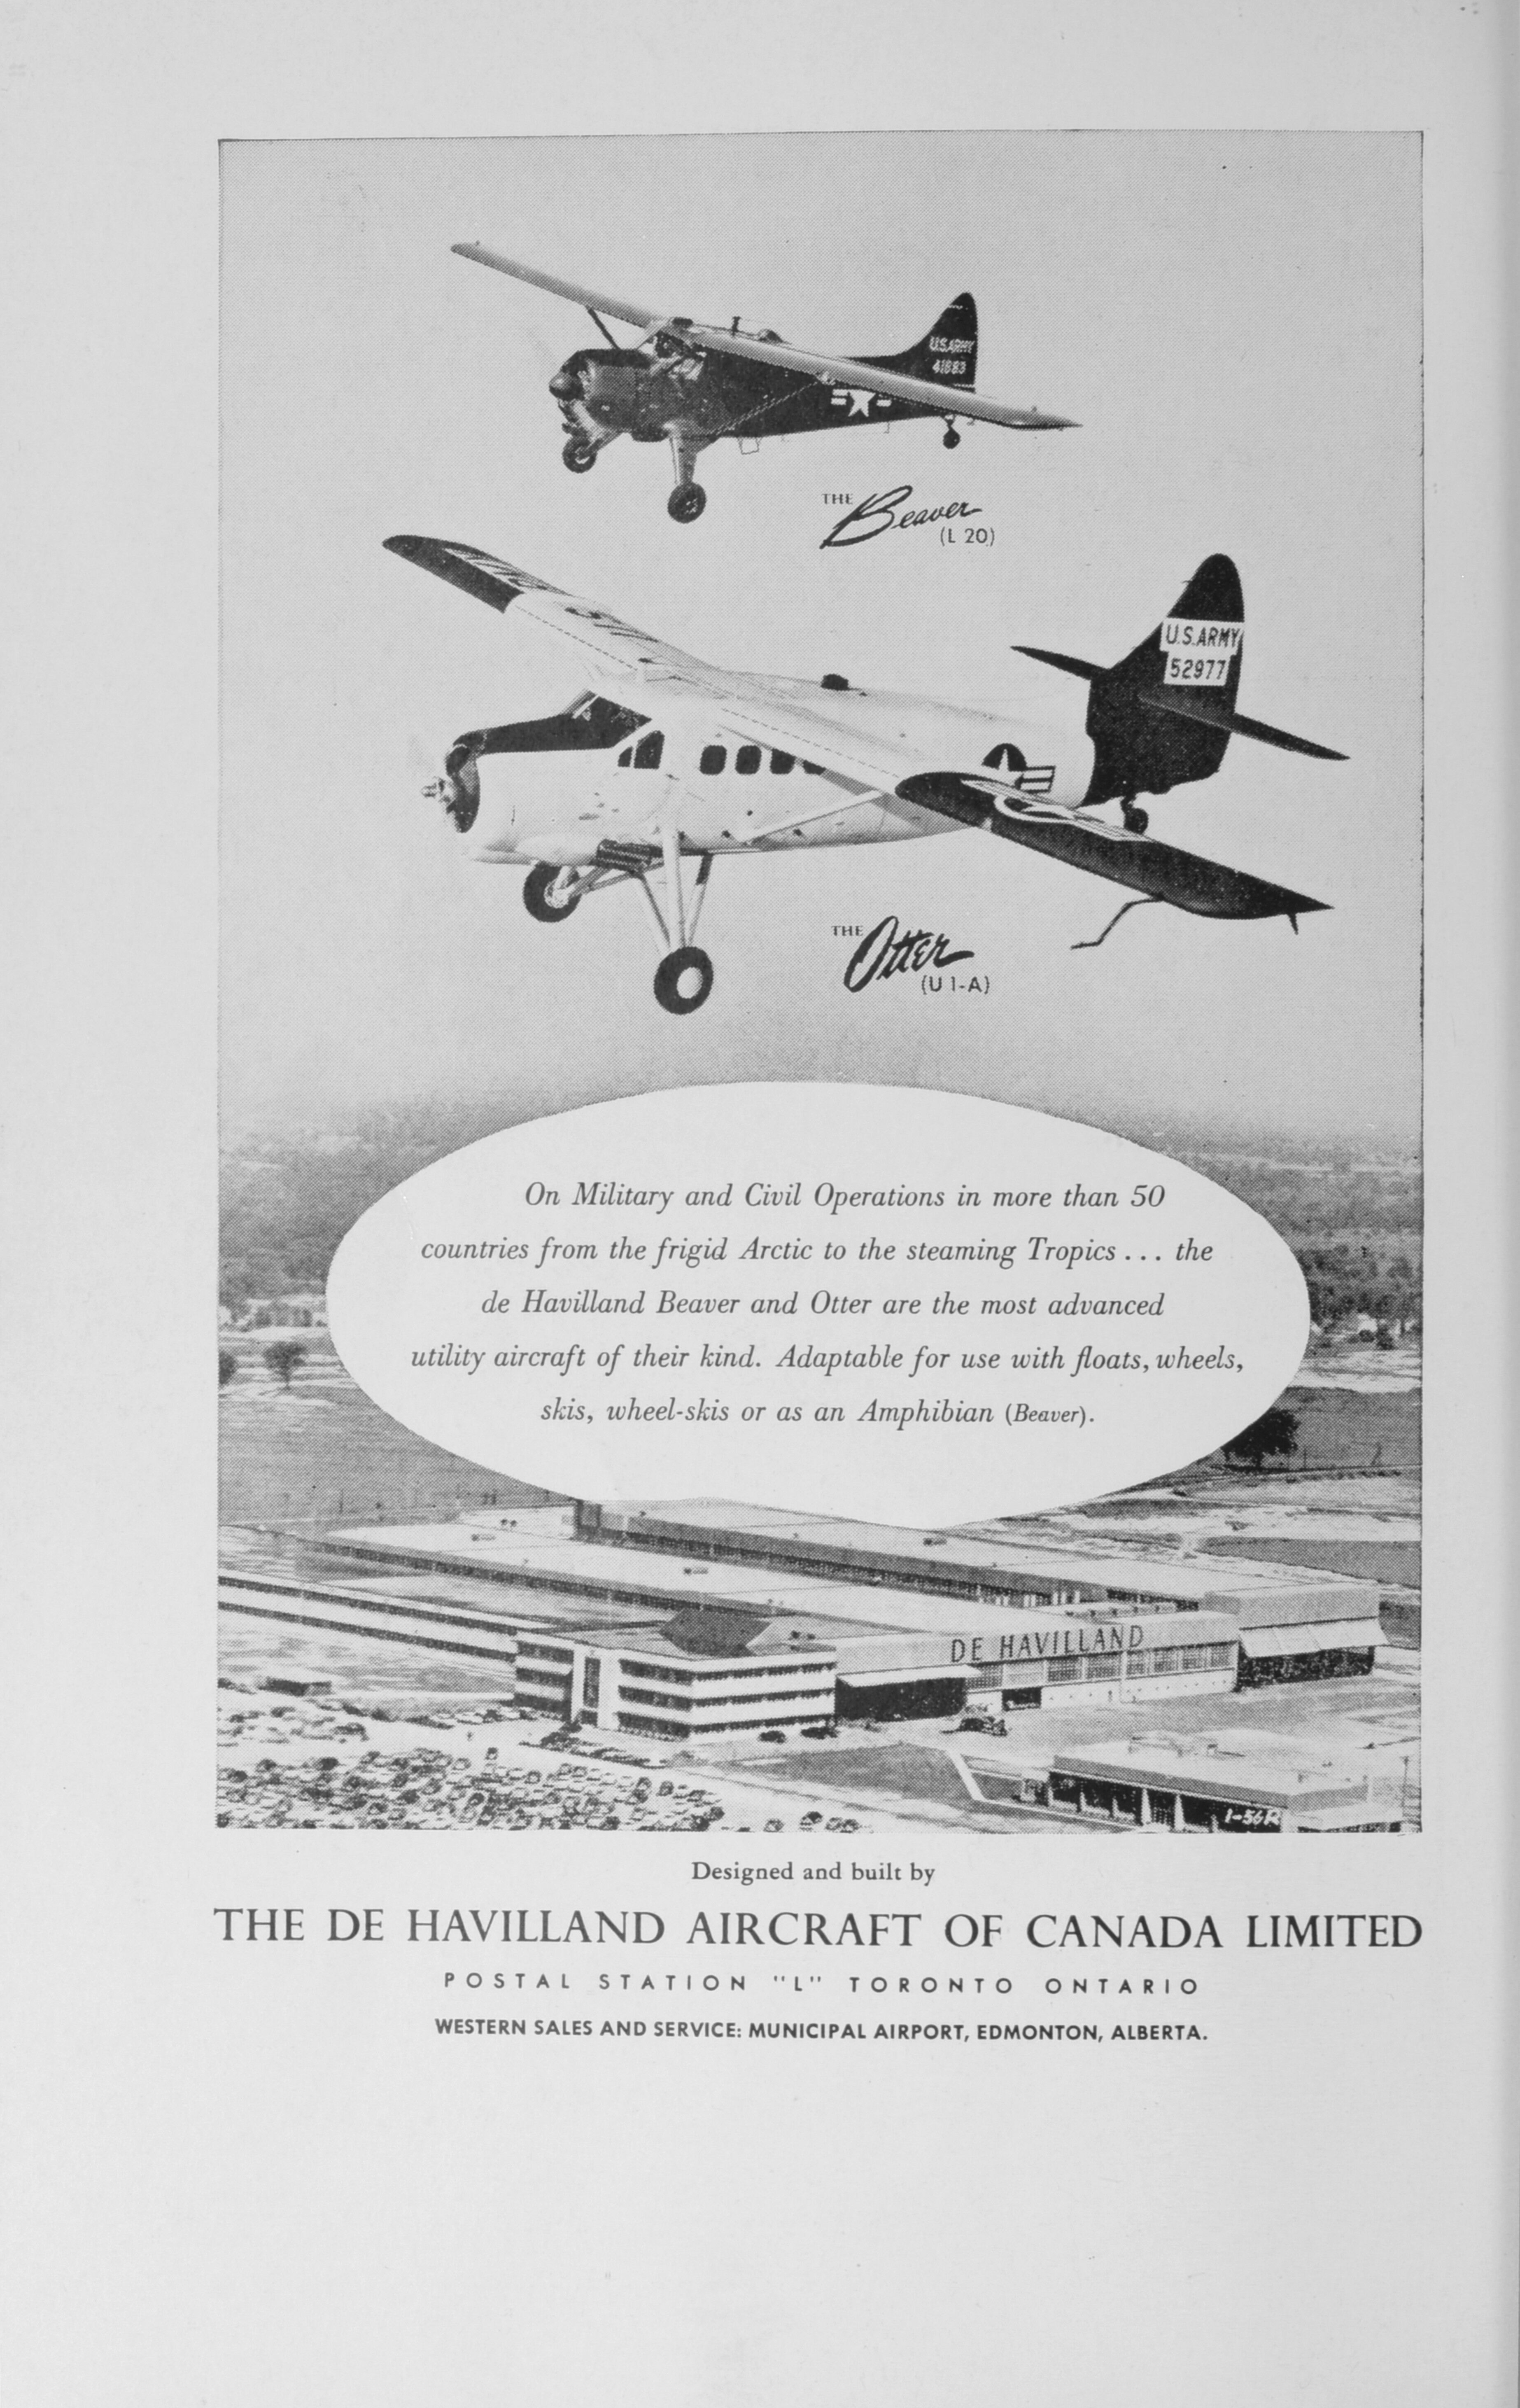 U.S.ARMY
41683
THE Beaver
(L 20)
U.S.ARMY
52977
THE Otter
(U 1-A)
On Military and Civil Operations in more than 50
countries from the frigid Arctic to the steaming Tropics ... the
de Havilland Beaver and Otter are the most advanced
utility aircraft of their kind. Adaptable for use with floats, wheels,
skis, wheel-skis or as an Amphibian (Beaver).
DE HAVILLAND
1-56R
Designed and built by
THE DE HAVILLAND AIRCRAFT OF CANADA LIMITED
POSTAL STATION "L" TORONTO ONTARIO
WESTERN SALES AND SERVICE: MUNICIPAL AIRPORT, EDMONTON, ALBERTA.